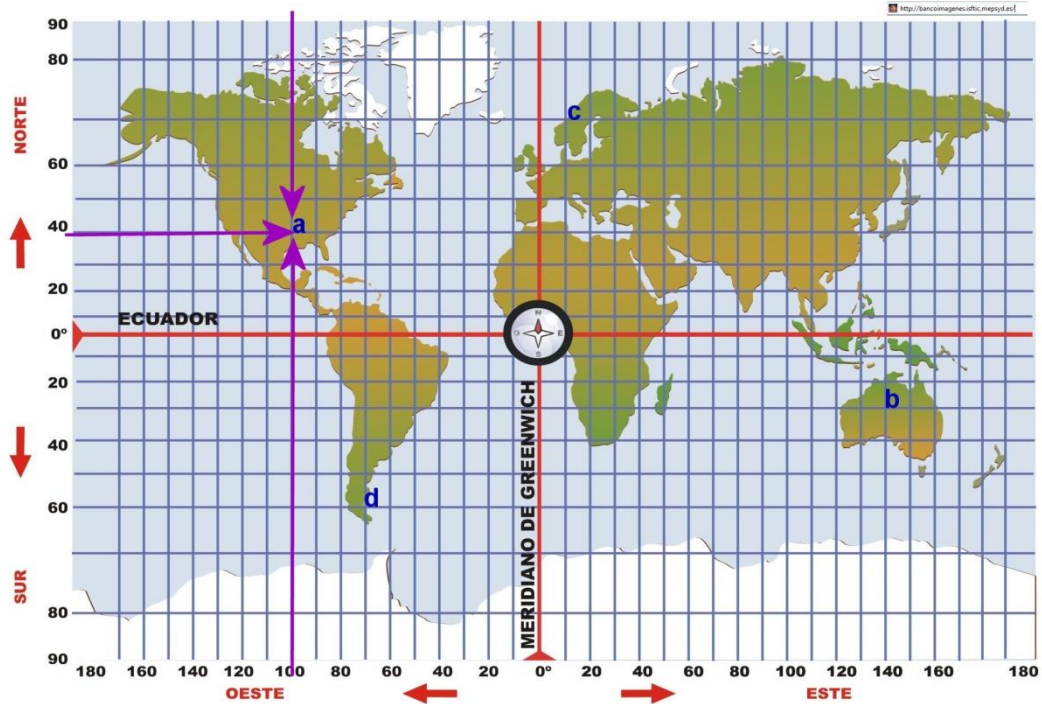 http://bancoimagenes.isftic.mepsyd.es/
90
80
NORTE
60
40
20
ECUADOR
0º
20
40
60
SUR
80
90
a
b
c
d
N
E
S
O
MERIDIANO DE GREENWICH
180 160 140 120 100 80 60 40 20 0º 20 40 60 80 100 120 140 160 180
OESTE ESTE